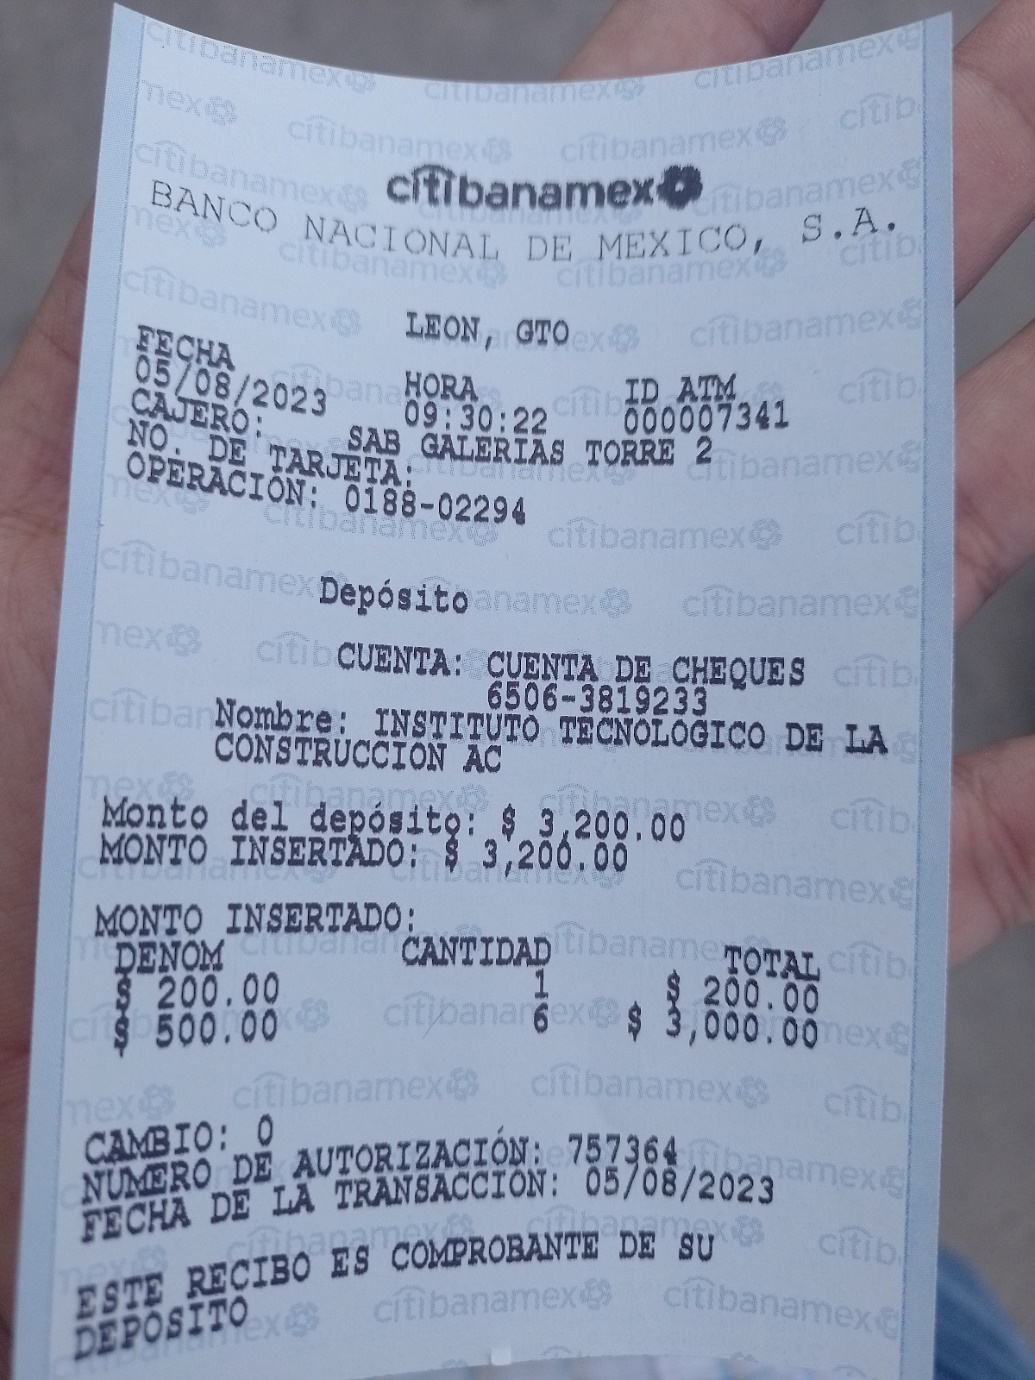 citibanamex
BANCO NACIONAL DE MEXICO, S.A.
LEON, GTO
FECHA HORA ID ATM
05/08/2023 09:30:22 000007341
CAJERO: SAB GALERIAS TORRE 2
NO. DE TARJETA:
OPERACIÓN: 0188-02294
Depósito
CUENTA: CUENTA DE CHEQUES
6506-3819233
Nombre: INSTITUTO TECNOLOGICO DE LA
CONSTRUCCION AC
Monto del depósito: $ 3,200.00
MONTO INSERTADO: $ 3,200.00
MONTO INSERTADO:
DENOM CANTIDAD TOTAL
$ 200.00 1 $ 200.00
$ 500.00 6 $ 3,000.00
CAMBIO: 0
NUMERO DE AUTORIZACIÓN: 757364
FECHA DE LA TRANSACCION: 05/08/2023
ESTE RECIBO ES COMPROBANTE DE SU
DEPOSITO